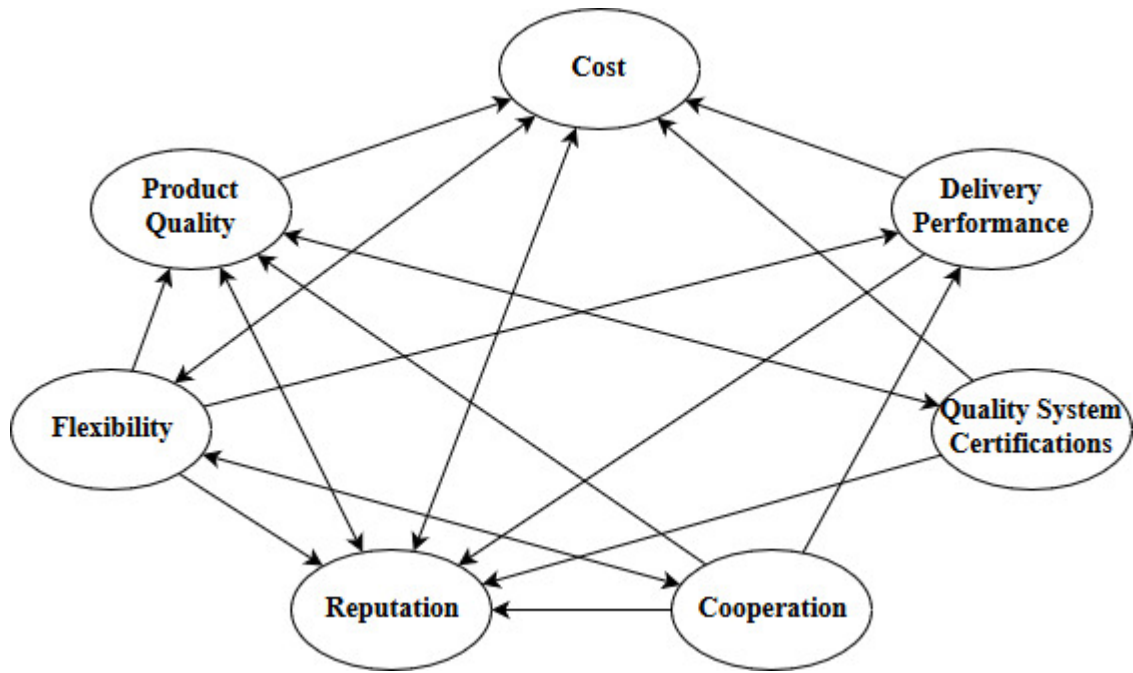 Cost
Product
Quality
Delivery
Performance
Flexibility
Quality System
Certifications
Reputation
Cooperation